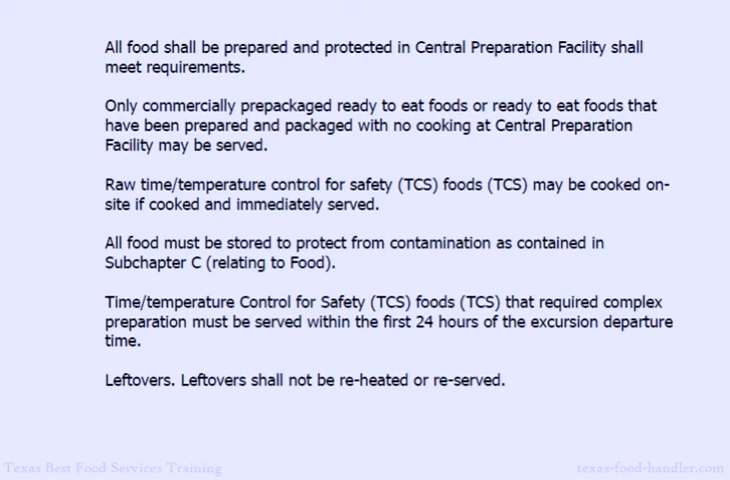 All food shall be prepared and protected in Central Preparation Facility shall
meet requirements.
Only commercially prepackaged ready to eat foods or ready to eat foods that
have been prepared and packaged with no cooking at Central Preparation
Facility may be served.
Raw time/temperature control for safety (TCS) foods (TCS) may be cooked on-
site if cooked and immediately served.
All food must be stored to protect from contamination as contained in
Subchapter C (relating to Food).
Time/temperature Control for Safety (TCS) foods (TCS) that required complex
preparation must be served within the first 24 hours of the excursion departure
time.
Leftovers. Leftovers shall not be re-heated or re-served.
Texas Best Food Services Training
texas-food-handler.com